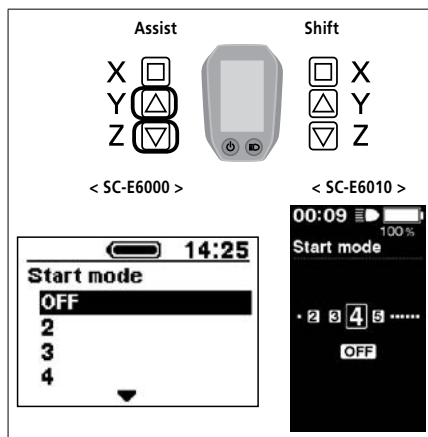 Assist Shift
X X
Y Y
Z Z
< SC-E6000 > < SC-E6010 >
14:25
Start mode
OFF
2
3
4
00:09
100 %
Start mode
2 3 4 5
OFF